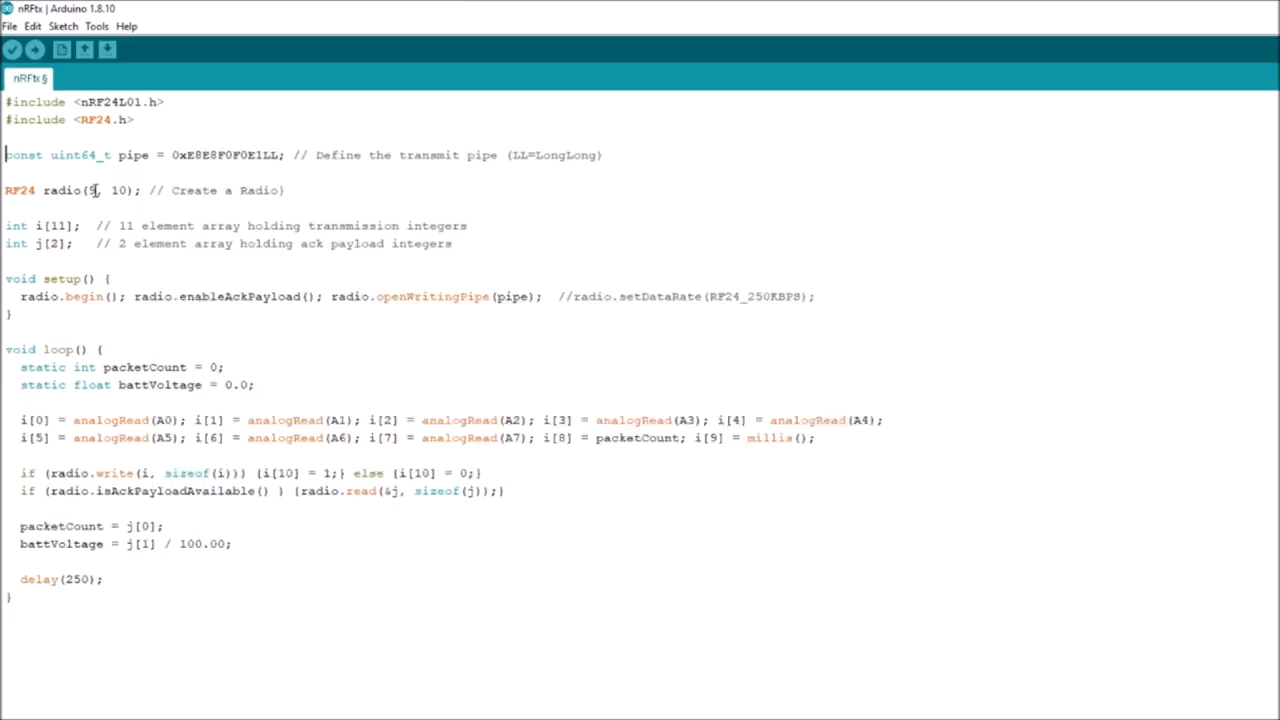 nRFtx | Arduino 1.8.10
File Edit Sketch Tools Help
nRFtx §
#include <nRF24L01.h>
#include <RF24.h>
const uint64_t pipe = 0xE8E8F0F0E1LL; // Define the transmit pipe (LL=LongLong)
RF24 radio(9, 10); // Create a Radio}
int i[11];  // 11 element array holding transmission integers
int j[2];   // 2 element array holding ack payload integers
void setup() {
  radio.begin(); radio.enableAckPayload(); radio.openWritingPipe(pipe);  //radio.setDataRate(RF24_250KBPS);
}
void loop() {
  static int packetCount = 0;
  static float battVoltage = 0.0;
  i[0] = analogRead(A0); i[1] = analogRead(A1); i[2] = analogRead(A2); i[3] = analogRead(A3); i[4] = analogRead(A4);
  i[5] = analogRead(A5); i[6] = analogRead(A6); i[7] = analogRead(A7); i[8] = packetCount; i[9] = millis();
  if (radio.write(i, sizeof(i))) {i[10] = 1;} else {i[10] = 0;}
  if (radio.isAckPayloadAvailable() ) {radio.read(&j, sizeof(j));}
  packetCount = j[0];
  battVoltage = j[1] / 100.00;
  delay(250);
}